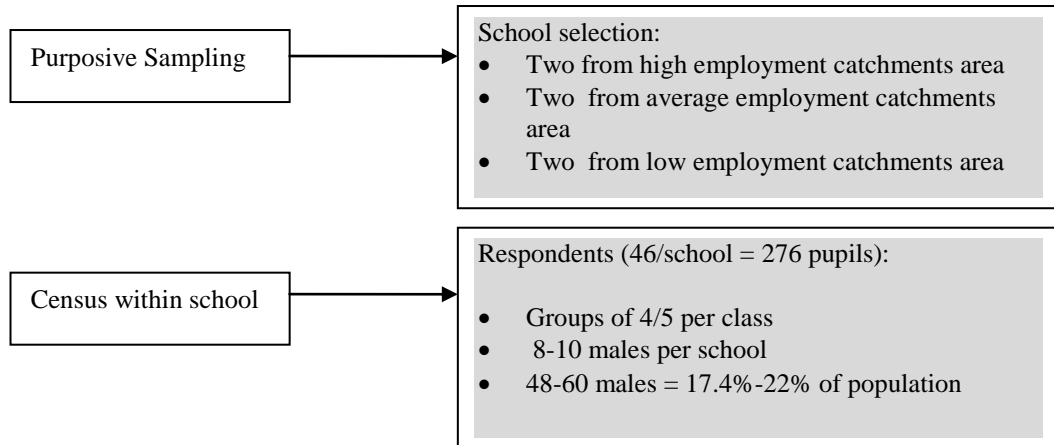 Purposive Sampling
School selection:
• Two from high employment catchments area
• Two from average employment catchments
area
• Two from low employment catchments area
Census within school
Respondents (46/school = 276 pupils):
• Groups of 4/5 per class
• 8-10 males per school
• 48-60 males = 17.4%-22% of population